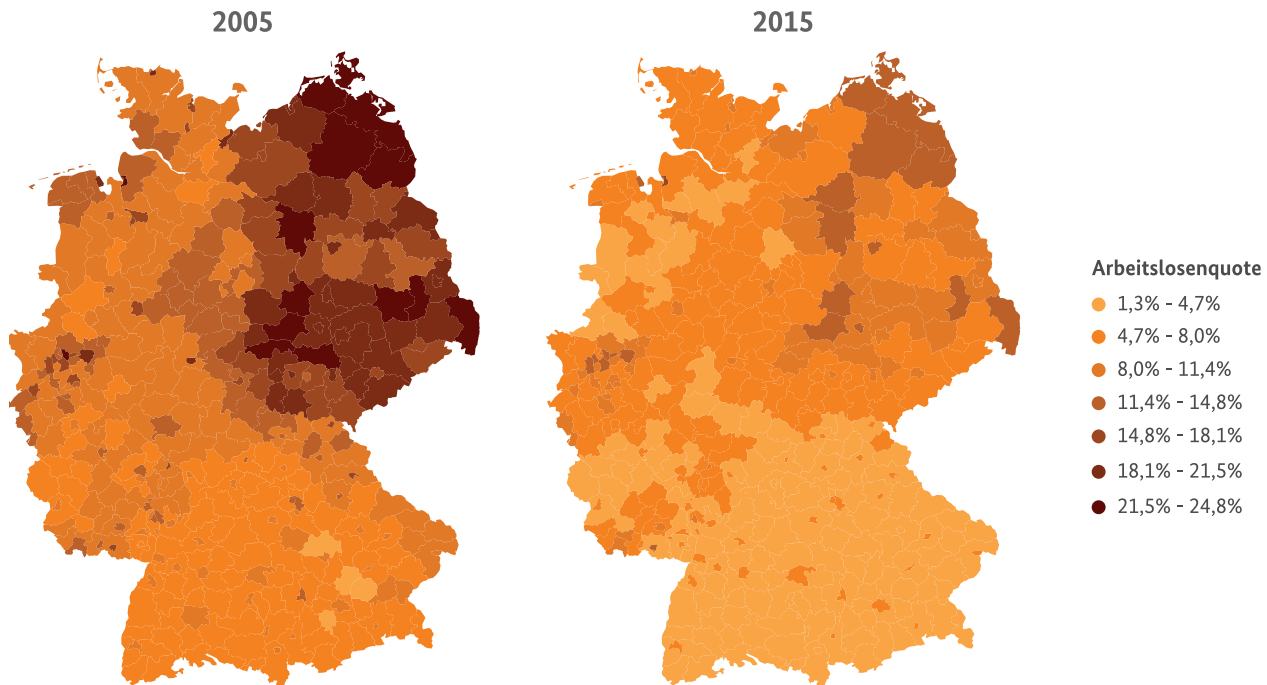 2005
2015
Arbeitslosenquote
1,3% - 4,7%
4,7% - 8,0%
8,0% - 11,4%
11,4% - 14,8%
14,8% - 18,1%
18,1% - 21,5%
21,5% - 24,8%